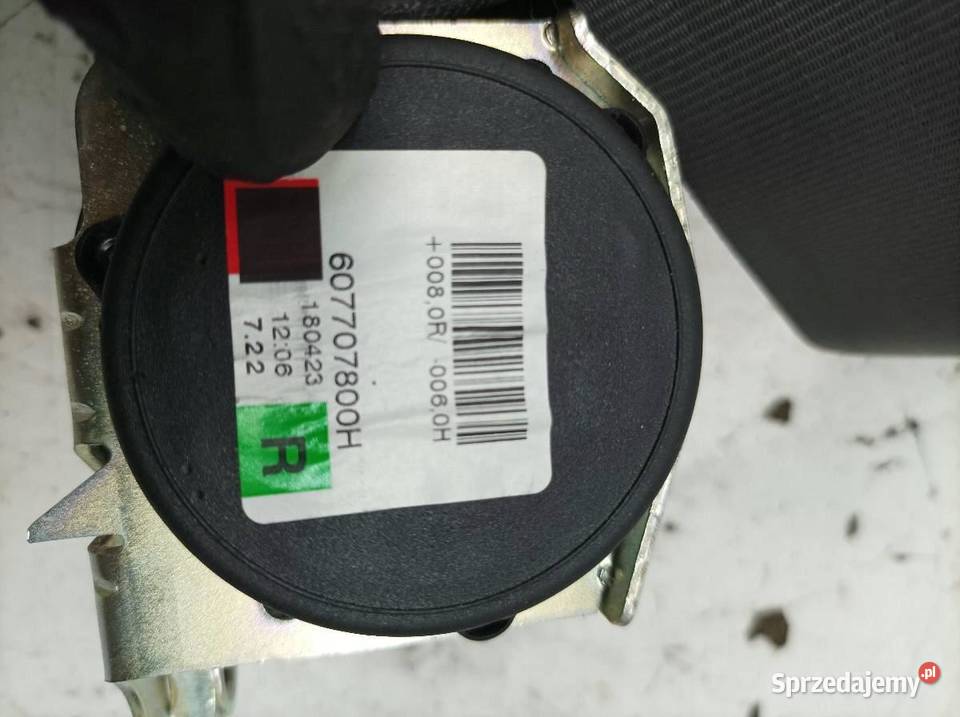 +008,0R/ -006,0H
607707800H
180423
12:06
7.22
R
Sprzedajemy.pl